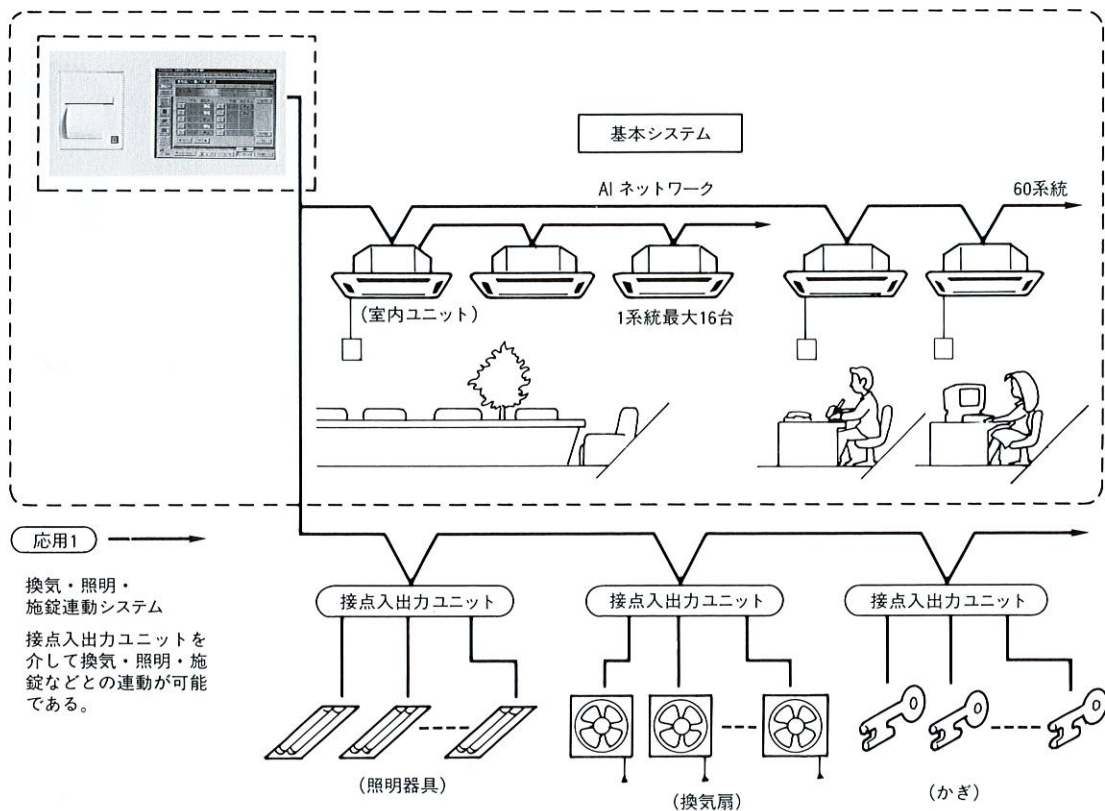 基本システム
AI ネットワーク
60系統
(室内ユニット)
1系統最大16台
応用1
換気・照明・
施錠連動システム
接点入出力ユニットを
介して換気・照明・施
錠などとの連動が可能
である。
接点入出力ユニット
接点入出力ユニット
接点入出力ユニット
(照明器具)
(換気扇)
(かぎ)